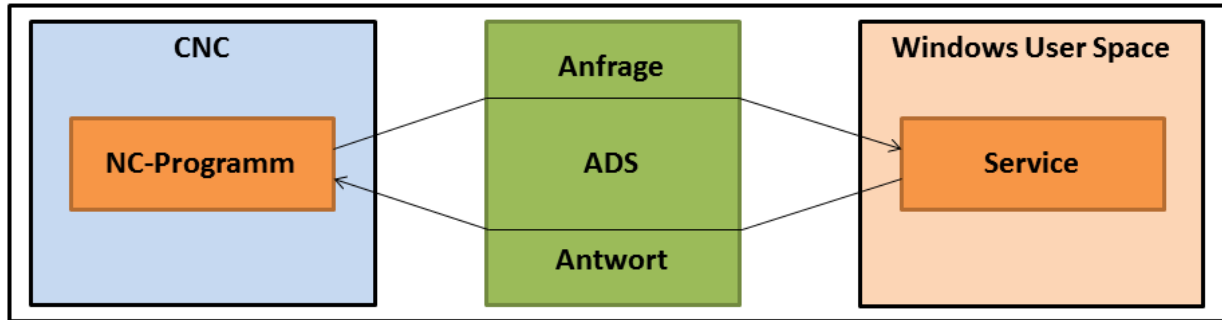 CNC
NC-Programm
Anfrage
ADS
Antwort
Windows User Space
Service